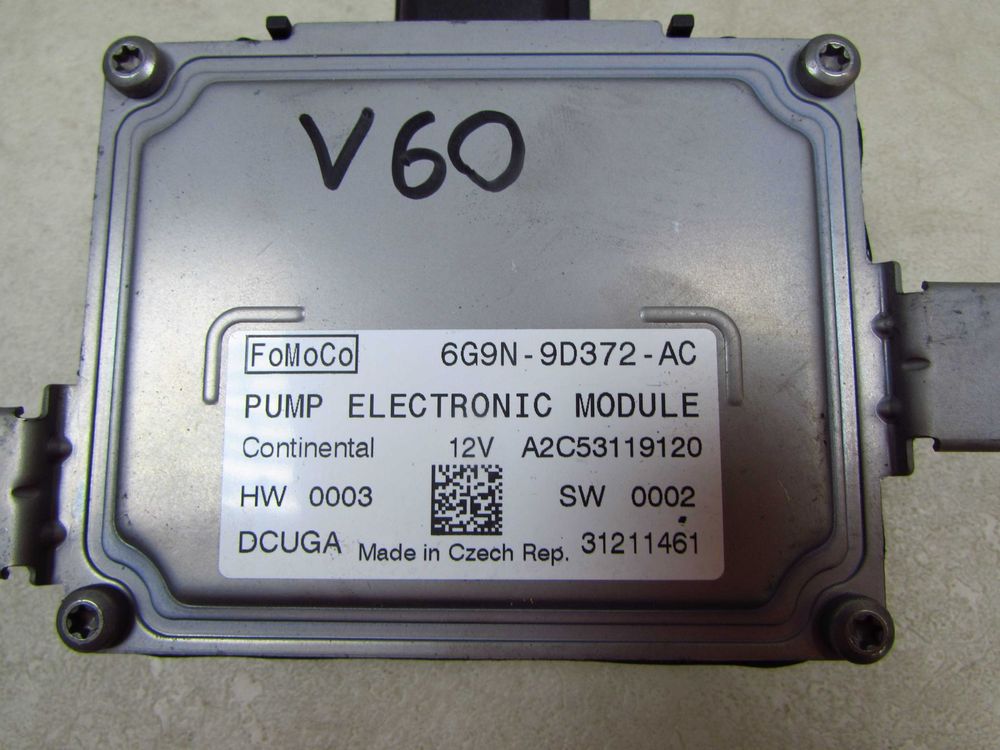 V60
FoMoCo 6G9N-9D372-AC
PUMP ELECTRONIC MODULE
Continental 12V A2C53119120
HW 0003 SW 0002
DCUGA Made in Czech Rep. 31211461